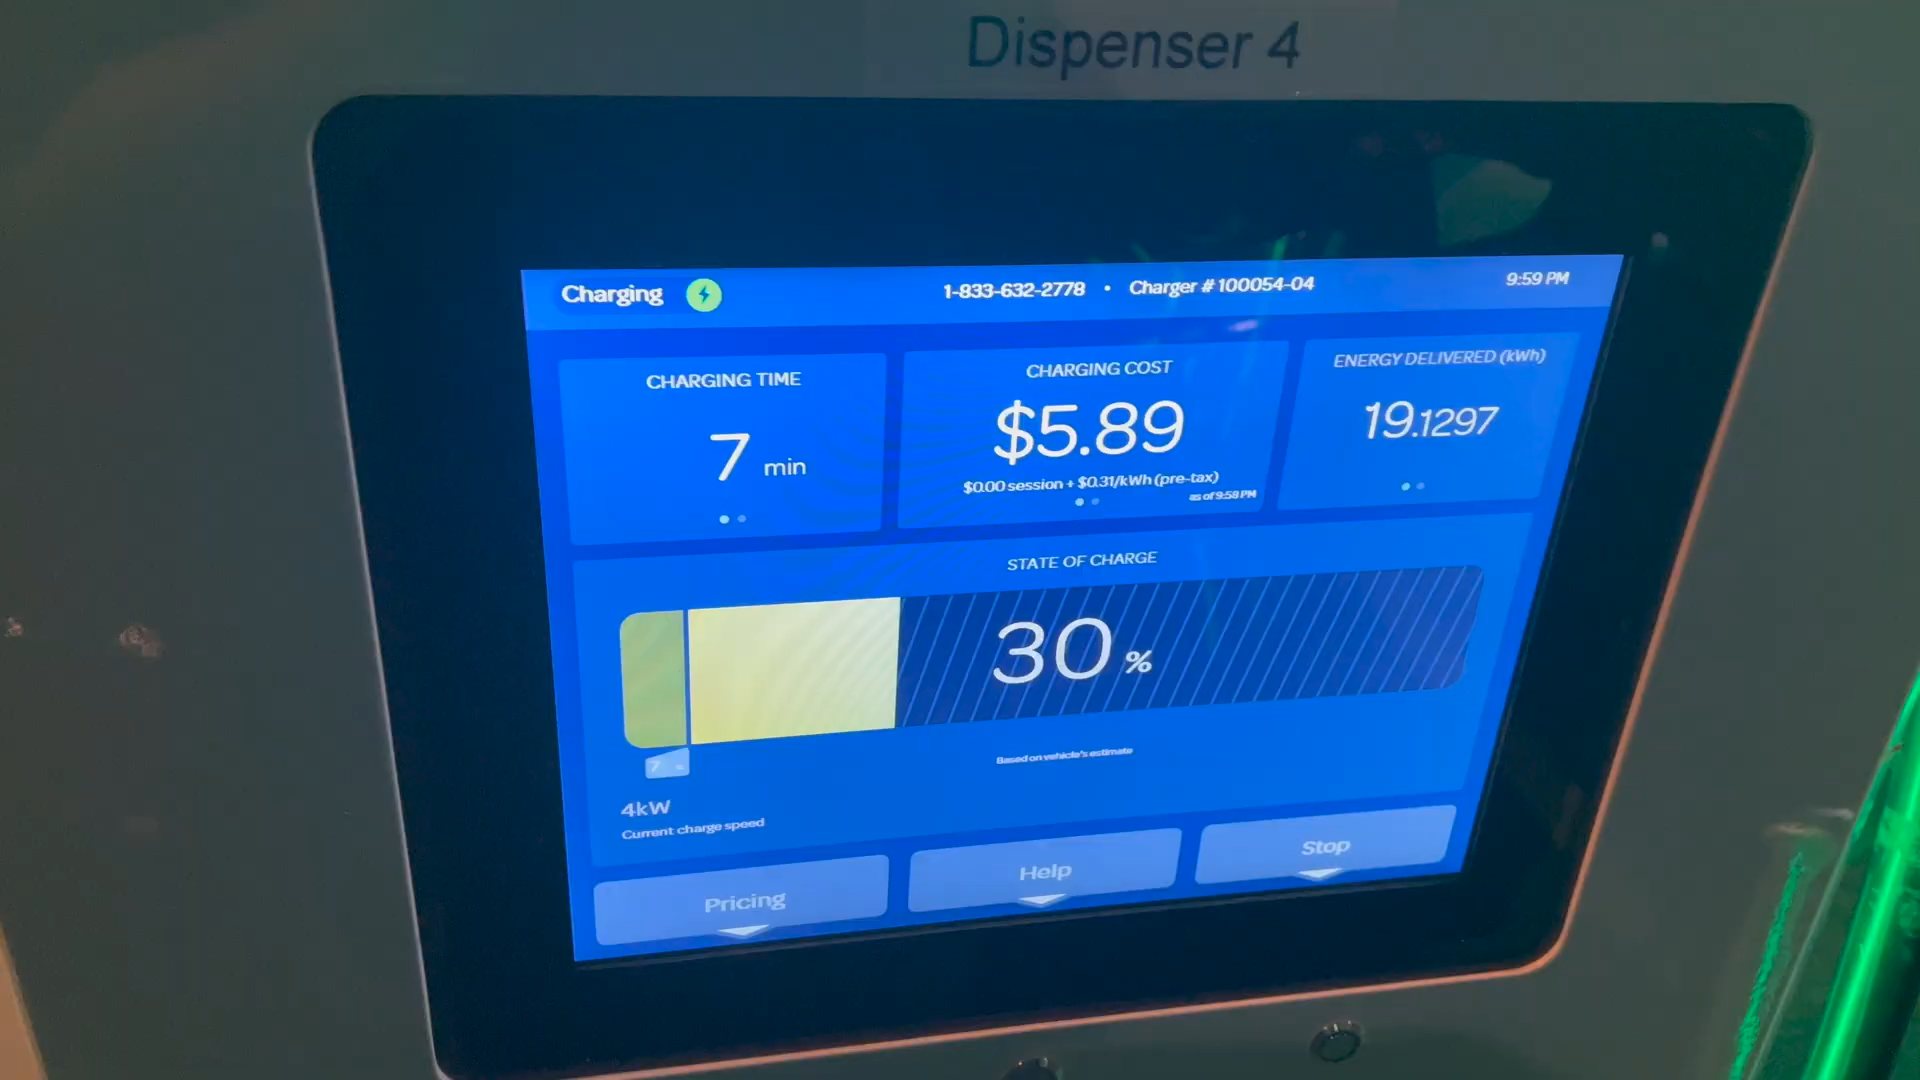 Dispenser 4
Charging
1-833-632-2778 • Charger # 100054-04
9:59 PM
CHARGING TIME
7 min
CHARGING COST
$5.89
$0.00 session + $0.31/kWh (pre-tax)
as of 9:58 PM
ENERGY DELIVERED (kWh)
19.1297
STATE OF CHARGE
30 %
7 %
Based on vehicle's estimate
4kW
Current charge speed
Pricing
Help
Stop